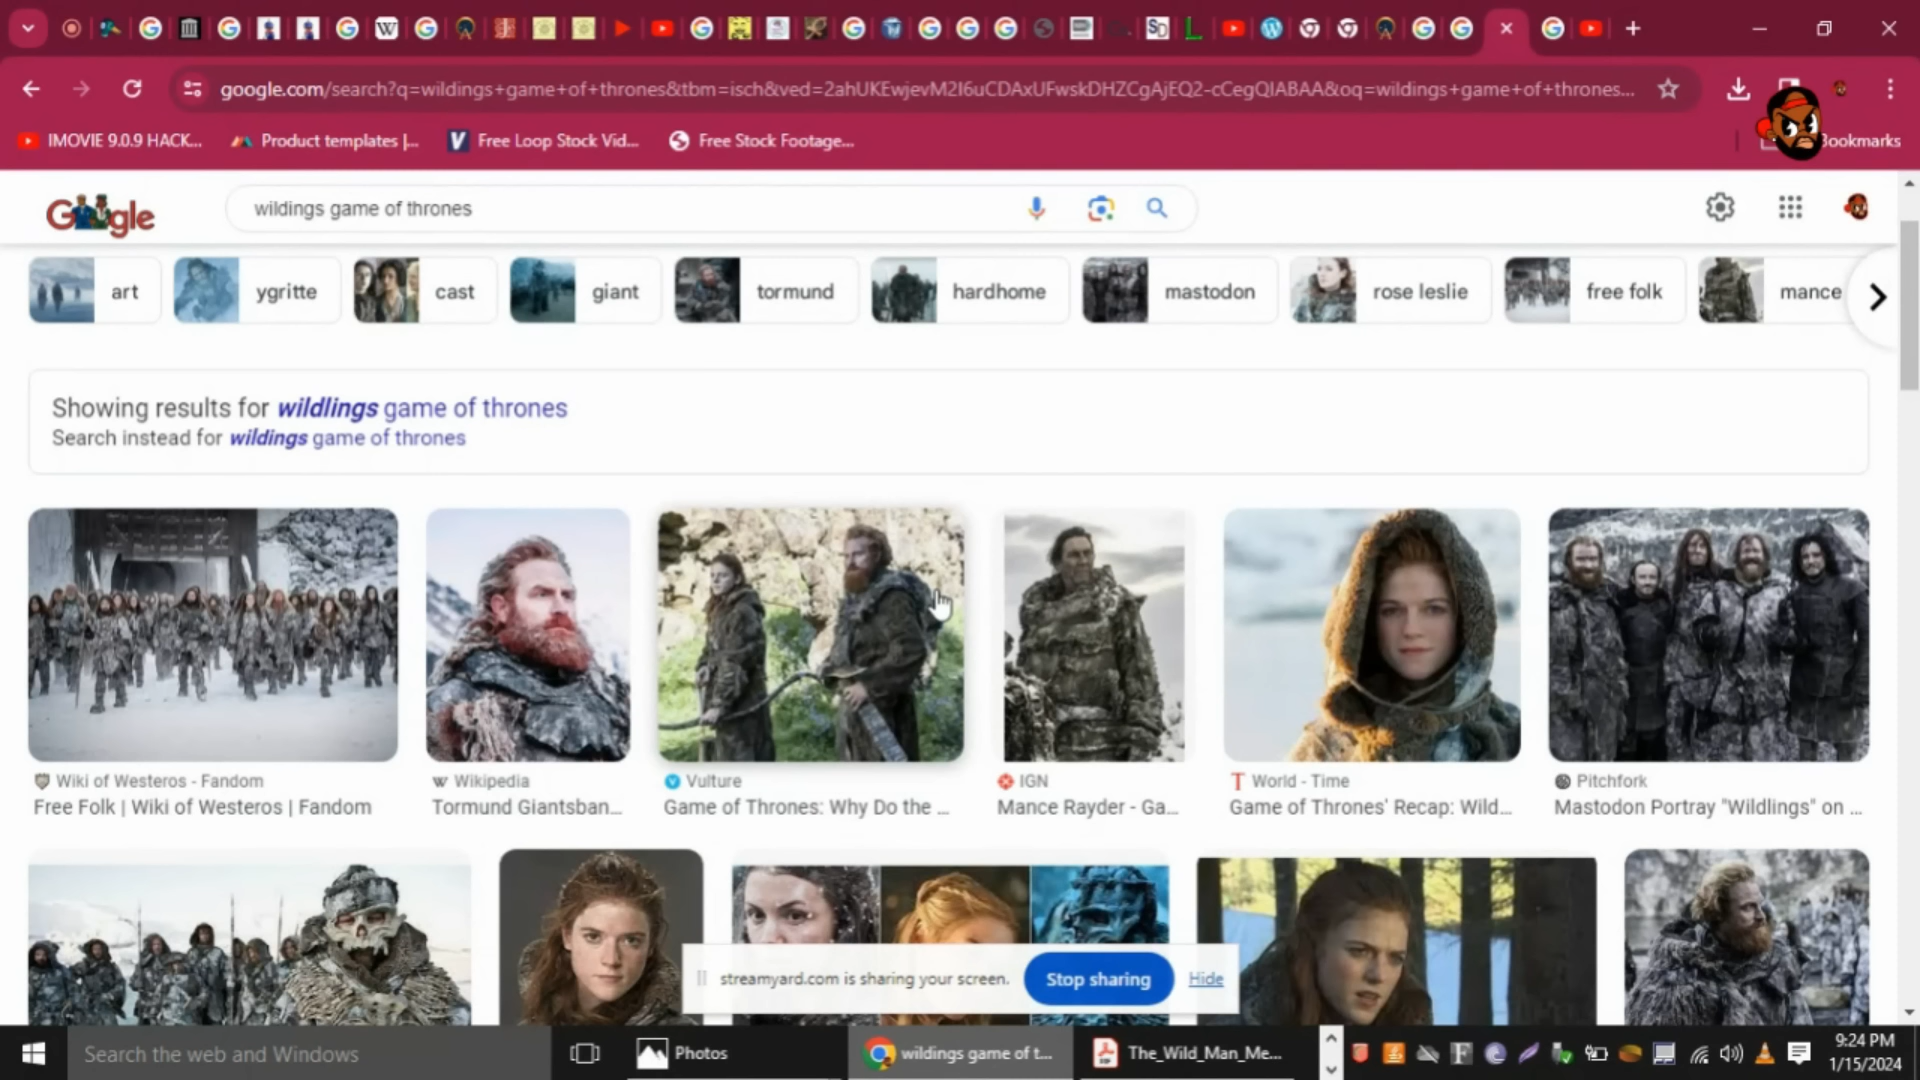 google.com/search?q=wildings+game+of+thrones&tbm=isch&ved=2ahUKEwjevM2I6uCDAxUFwskDHZCgAjEQ2-cCegQIABAA&oq=wildings+game+of+thrones...
IMOVIE 9.0.9 HACK...
Product templates |...
Free Loop Stock Vid...
Free Stock Footage...
Bookmarks
wildings game of thrones
art
ygritte
cast
giant
tormund
hardhome
mastodon
rose leslie
free folk
mance
Showing results for wildlings game of thrones
Search instead for wildings game of thrones
Wiki of Westeros - Fandom
Free Folk | Wiki of Westeros | Fandom
Wikipedia
Tormund Giantsban...
Vulture
Game of Thrones: Why Do the ...
IGN
Mance Rayder - Ga...
World - Time
Game of Thrones' Recap: Wild...
Pitchfork
Mastodon Portray "Wildlings" on ...
streamyard.com is sharing your screen.
Stop sharing
Hide
Search the web and Windows
Photos
wildings game of t...
The_Wild_Man_Me...
9:24 PM
1/15/2024